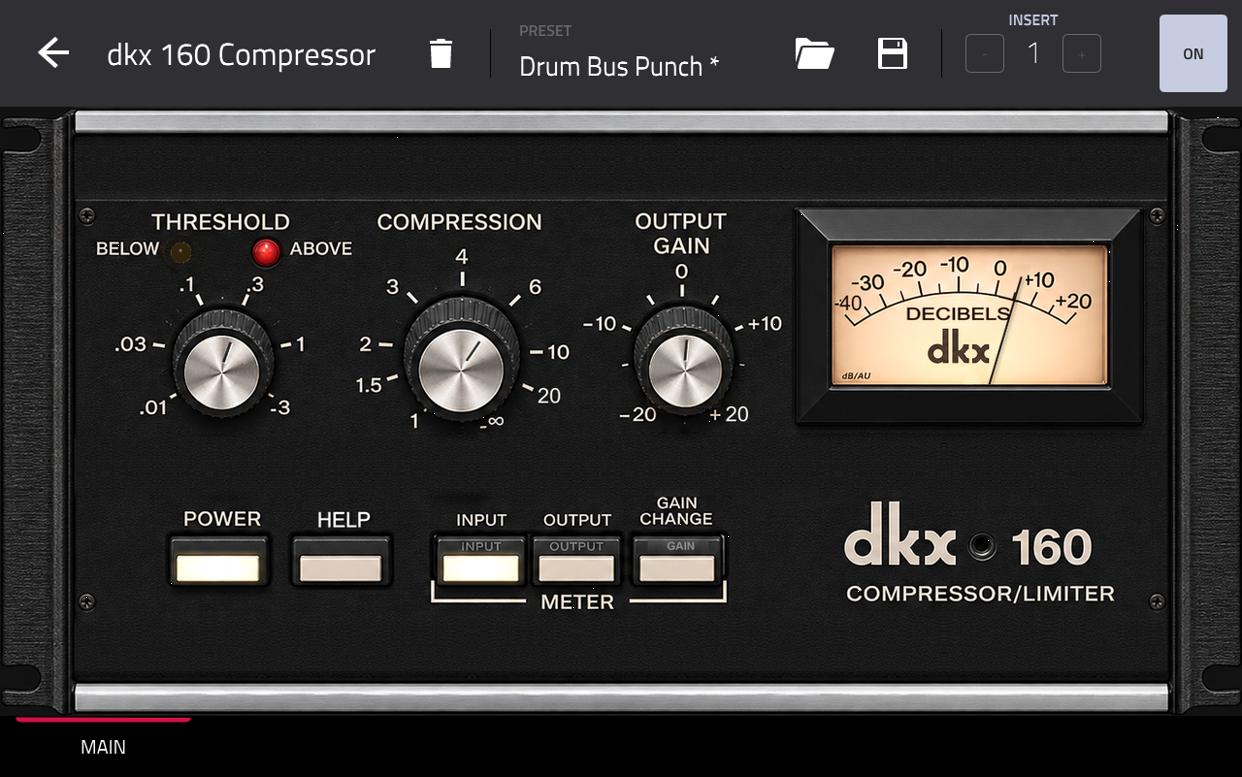 dkx 160 Compressor
PRESET
Drum Bus Punch *
INSERT
- 1 +
ON
THRESHOLD
BELOW ABOVE
.01 .03 .1 .3 1 3
COMPRESSION
1 1.5 2 3 4 6 10 20 ∞
OUTPUT
GAIN
-20 -10 0 +10 +20
-40 -30 -20 -10 0 +10 +20
DECIBELS
dkx
dB/AU
POWER
HELP
INPUT
INPUT
OUTPUT
OUTPUT
GAIN
CHANGE
GAIN
METER
dkx 160
COMPRESSOR/LIMITER
MAIN